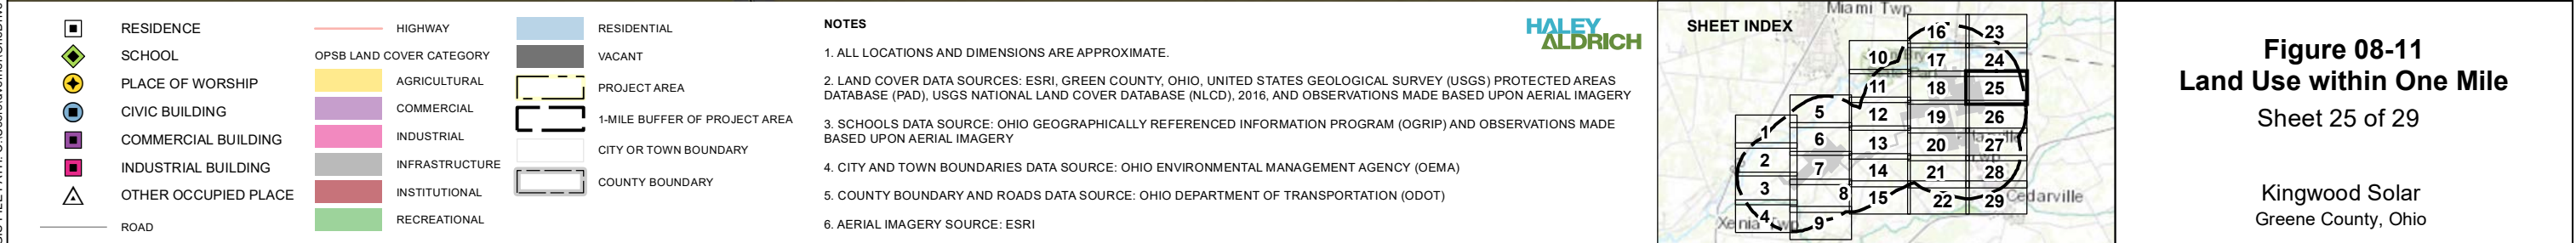 RESIDENCE
SCHOOL
PLACE OF WORSHIP
CIVIC BUILDING
COMMERCIAL BUILDING
INDUSTRIAL BUILDING
OTHER OCCUPIED PLACE
ROAD
HIGHWAY
OPSB LAND COVER CATEGORY
AGRICULTURAL
COMMERCIAL
INDUSTRIAL
INFRASTRUCTURE
INSTITUTIONAL
RECREATIONAL
RESIDENTIAL
VACANT
PROJECT AREA
1-MILE BUFFER OF PROJECT AREA
CITY OR TOWN BOUNDARY
COUNTY BOUNDARY
NOTES
1. ALL LOCATIONS AND DIMENSIONS ARE APPROXIMATE.
2. LAND COVER DATA SOURCES: ESRI, GREEN COUNTY, OHIO, UNITED STATES GEOLOGICAL SURVEY (USGS) PROTECTED AREAS
DATABASE (PAD), USGS NATIONAL LAND COVER DATABASE (NLCD), 2016, AND OBSERVATIONS MADE BASED UPON AERIAL IMAGERY
3. SCHOOLS DATA SOURCE: OHIO GEOGRAPHICALLY REFERENCED INFORMATION PROGRAM (OGRIP) AND OBSERVATIONS MADE
BASED UPON AERIAL IMAGERY
4. CITY AND TOWN BOUNDARIES DATA SOURCE: OHIO ENVIRONMENTAL MANAGEMENT AGENCY (OEMA)
5. COUNTY BOUNDARY AND ROADS DATA SOURCE: OHIO DEPARTMENT OF TRANSPORTATION (ODOT)
6. AERIAL IMAGERY SOURCE: ESRI
HALEY
ALDRICH
SHEET INDEX
Miami Twp
16 23
10 17 24
11 18 25
5 12 19 26
1 6 13 20 27
2 7 14 21 28
3 8 15 22 29
4 9
Cedarville
Xenia Twp
Figure 08-11
Land Use within One Mile
Sheet 25 of 29
Kingwood Solar
Greene County, Ohio